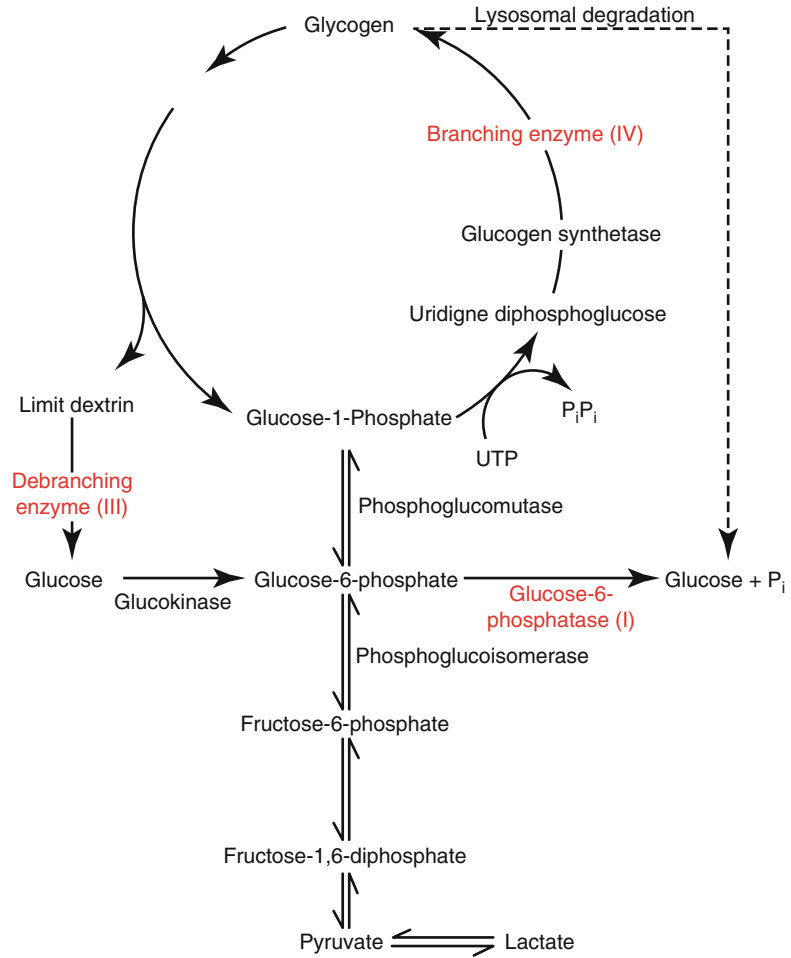 Lysosomal degradation
Glycogen
Branching enzyme (IV)
Glucogen synthetase
Uridigne diphosphoglucose
Limit dextrin
Glucose-1-Phosphate
PiPi
UTP
Debranching
enzyme (III)
Phosphoglucomutase
Glucose
Glucokinase
Glucose-6-phosphate
Glucose-6-
phosphatase (I)
Glucose + Pi
Phosphoglucoisomerase
Fructose-6-phosphate
Fructose-1,6-diphosphate
Pyruvate
Lactate